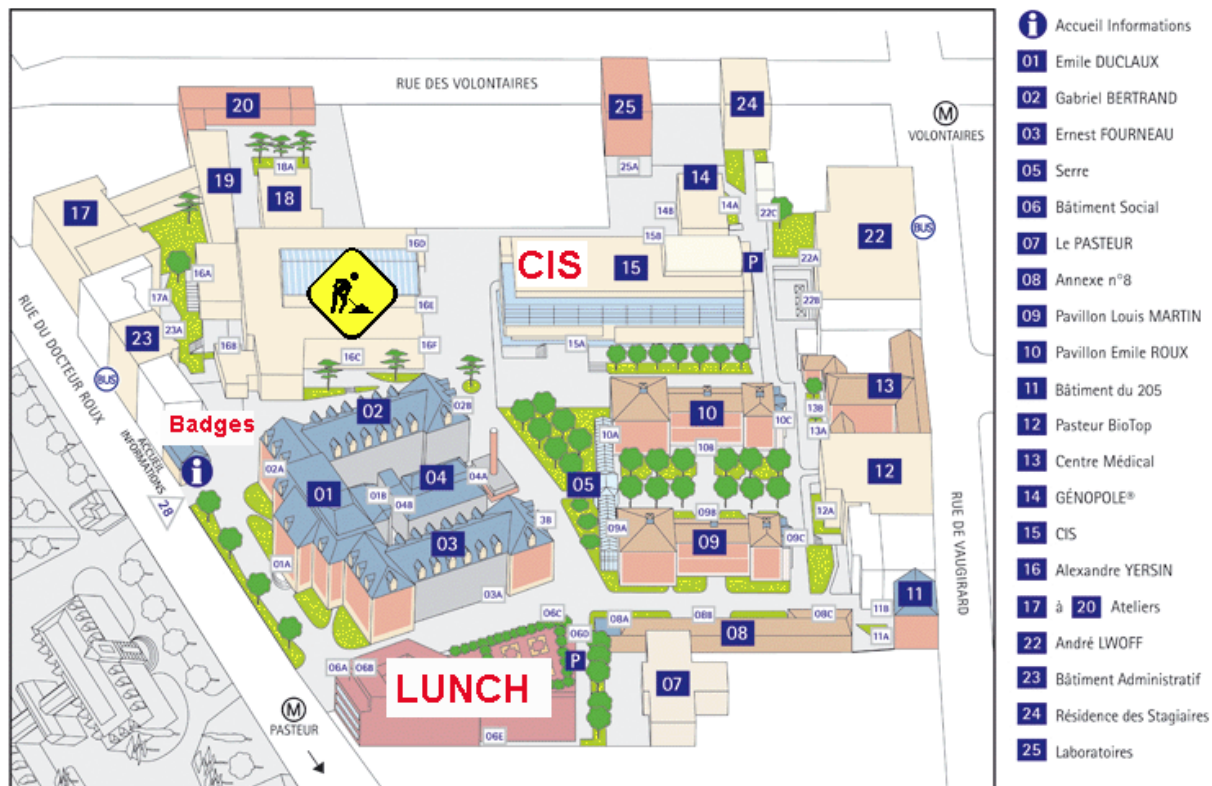 RUE DES VOLONTAIRES
20
25
24
M
VOLONTAIRES
18A
25A
19
18
17
14
14A
14B
22C
22
BUS
15B
16D
CIS
15
P
22A
16A
17A
16E
22B
23A
23
16B
16F
16C
15A
RUE DU DOCTEUR ROUX
BUS
13
13B
13A
02
02B
10
10A
10C
10B
Badges
ACCUEIL
INFORMATIONS
i
28
02A
04
04A
01
01B
04B
05
12
RUE DE VAUGIRARD
03
3B
09A
09B
09
09C
12A
01A
03A
11
11B
11A
06C
06D
08A
08B
08C
08
06A
06B
P
LUNCH
07
M
PASTEUR
06E
i Accueil Informations
01 Emile DUCLAUX
02 Gabriel BERTRAND
03 Ernest FOURNEAU
05 Serre
06 Bâtiment Social
07 Le PASTEUR
08 Annexe n°8
09 Pavillon Louis MARTIN
10 Pavillon Emile ROUX
11 Bâtiment du 205
12 Pasteur BioTop
13 Centre Médical
14 GÉNOPOLE®
15 CIS
16 Alexandre YERSIN
17 à 20 Ateliers
22 André LWOFF
23 Bâtiment Administratif
24 Résidence des Stagiaires
25 Laboratoires